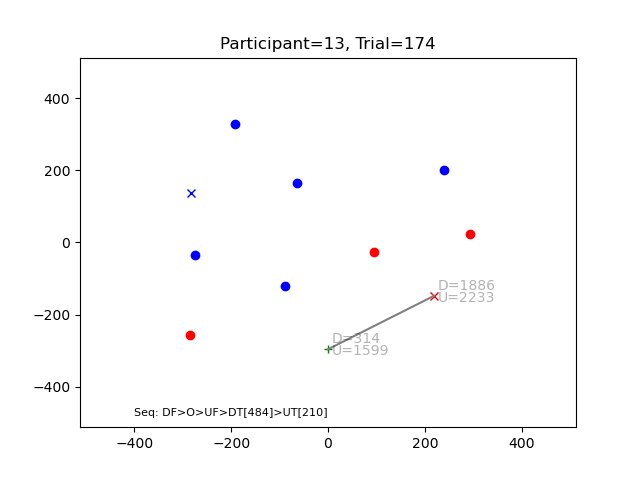 Participant=13, Trial=174
400
200
0
−200
−400
D=1886
U=2233
D=314
U=1599
Seq: DF>O>UF>DT[484]>UT[210]
−400
−200
0
200
400